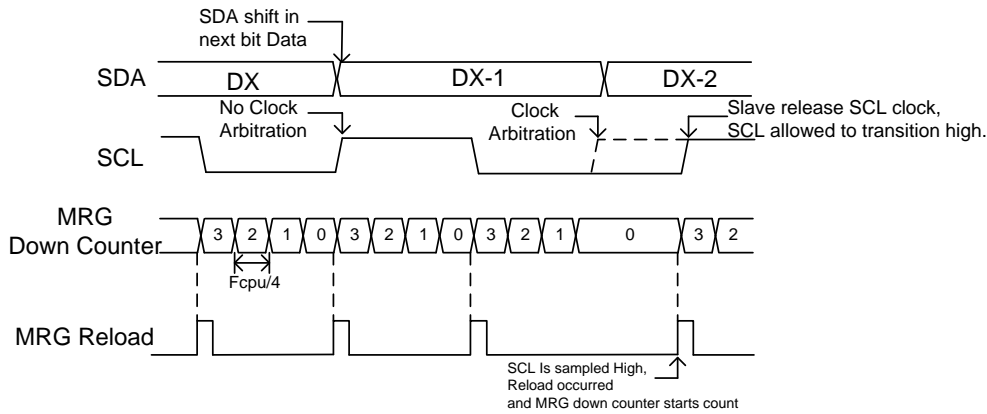 SDA shift in
next bit Data
SDA
DX
DX-1
DX-2
No Clock
Arbitration
Clock
Arbitration
Slave release SCL clock,
SCL allowed to transition high.
SCL
MRG
Down Counter
3 2 1 0 3 2 1 0 3 2 1 0 3 2
Fcpu/4
MRG Reload
SCL Is sampled High,
Reload occurred
and MRG down counter starts count